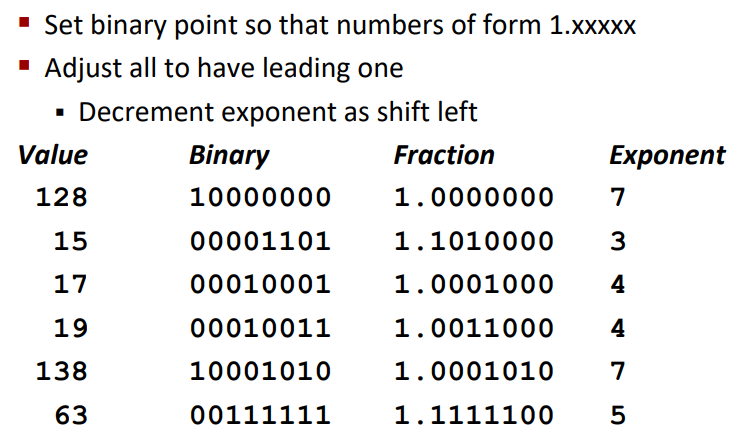 ▪ Set binary point so that numbers of form 1.xxxxx
▪ Adjust all to have leading one
▪ Decrement exponent as shift left
Value Binary Fraction Exponent
128 10000000 1.0000000 7
15 00001101 1.1010000 3
17 00010001 1.0001000 4
19 00010011 1.0011000 4
138 10001010 1.0001010 7
63 00111111 1.1111100 5